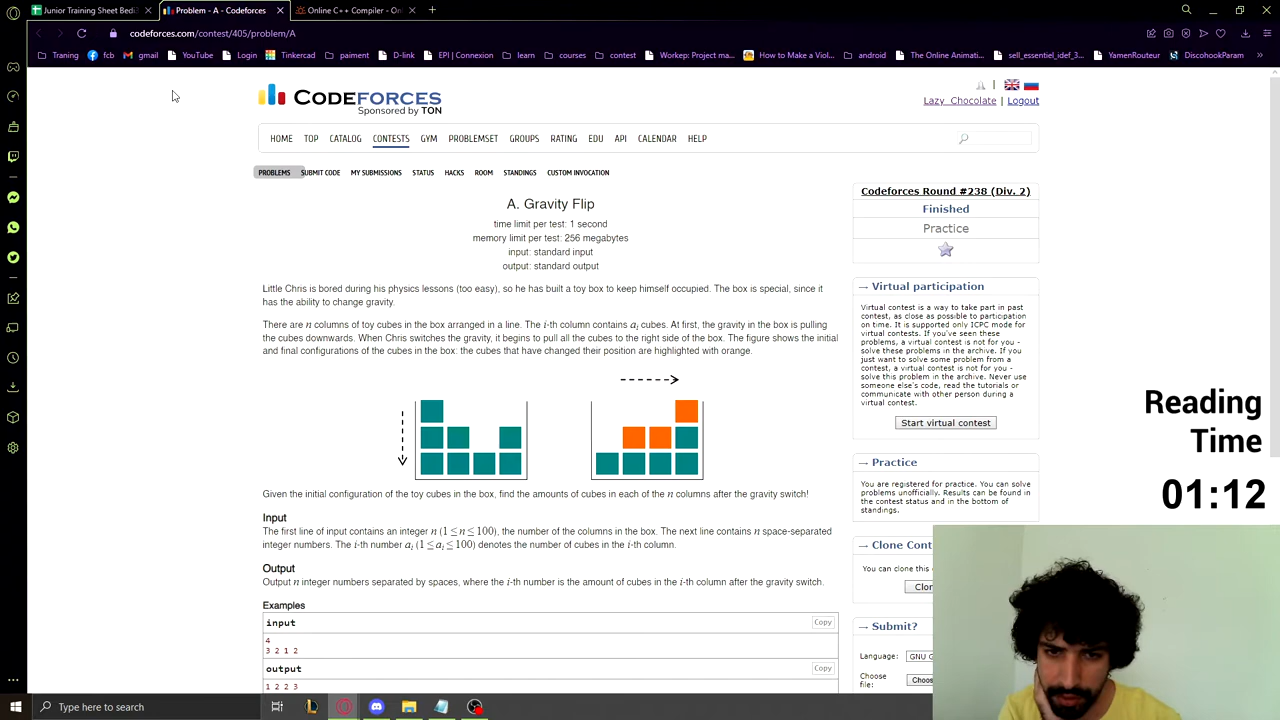 Junior Training Sheet Bedi
Problem - A - Codeforces
Online C++ Compiler - On
codeforces.com/contest/405/problem/A
Traning
fcb
gmail
YouTube
Login
Tinkercad
paiment
D-link
EPI | Connexion
learn
courses
contest
Workep: Project ma...
How to Make a Viol...
android
The Online Animati...
sell_essentiel_idef_3...
YamenRouteur
DiscohookParam
CODEFORCES
Sponsored by TON
Lazy_Chocolate | Logout
HOME TOP CATALOG CONTESTS GYM PROBLEMSET GROUPS RATING EDU API CALENDAR HELP
PROBLEMS SUBMIT CODE MY SUBMISSIONS STATUS HACKS ROOM STANDINGS CUSTOM INVOCATION
A. Gravity Flip
time limit per test: 1 second
memory limit per test: 256 megabytes
input: standard input
output: standard output
Little Chris is bored during his physics lessons (too easy), so he has built a toy box to keep himself occupied. The box is special, since it
has the ability to change gravity.
There are n columns of toy cubes in the box arranged in a line. The i-th column contains ai cubes. At first, the gravity in the box is pulling
the cubes downwards. When Chris switches the gravity, it begins to pull all the cubes to the right side of the box. The figure shows the initial
and final configurations of the cubes in the box: the cubes that have changed their position are highlighted with orange.
Given the initial configuration of the toy cubes in the box, find the amounts of cubes in each of the n columns after the gravity switch!
Input
The first line of input contains an integer n (1 ≤ n ≤ 100), the number of the columns in the box. The next line contains n space-separated
integer numbers. The i-th number ai (1 ≤ ai ≤ 100) denotes the number of cubes in the i-th column.
Output
Output n integer numbers separated by spaces, where the i-th number is the amount of cubes in the i-th column after the gravity switch.
Examples
input
Copy
4
3 2 1 2
output
Copy
1 2 2 3
Codeforces Round #238 (Div. 2)
Finished
Practice
→ Virtual participation
Virtual contest is a way to take part in past
contest, as close as possible to participation
on time. It is supported only ICPC mode for
virtual contests. If you've seen these
problems, a virtual contest is not for you -
solve these problems in the archive. If you
just want to solve some problem from a
contest, a virtual contest is not for you -
solve this problem in the archive. Never use
someone else's code, read the tutorials or
communicate with other person during a
virtual contest.
Start virtual contest
→ Practice
You are registered for practice. You can solve
problems unofficially. Results can be found in
the contest status and in the bottom of
standings.
→ Clone Cont
You can clone this
Clon
→ Submit?
Language: GNU G
Choose
file:
Choos
Reading
Time
01:12
Type here to search